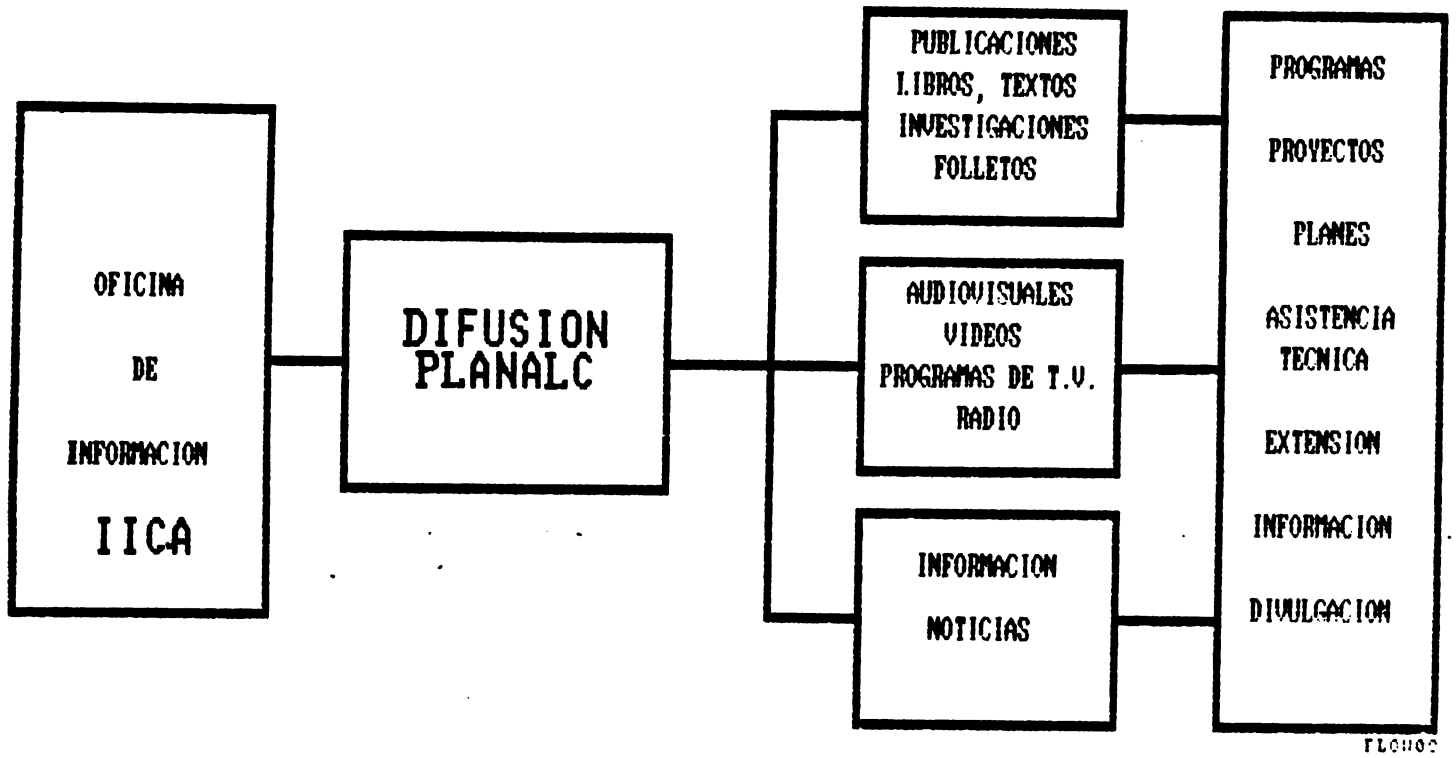 OFICINA
DE
INFORMACION
IICA
DIFUSION
PLANALC
PUBLICACIONES
LIBROS, TEXTOS
INVESTIGACIONES
FOLLETOS
AUDIOVISUALES
VIDEOS
PROGRAMAS DE T.V.
RADIO
INFORMACION
NOTICIAS
PROGRAMAS
PROYECTOS
PLANES
ASISTENCIA
TECNICA
EXTENSION
INFORMACION
DIVULGACION